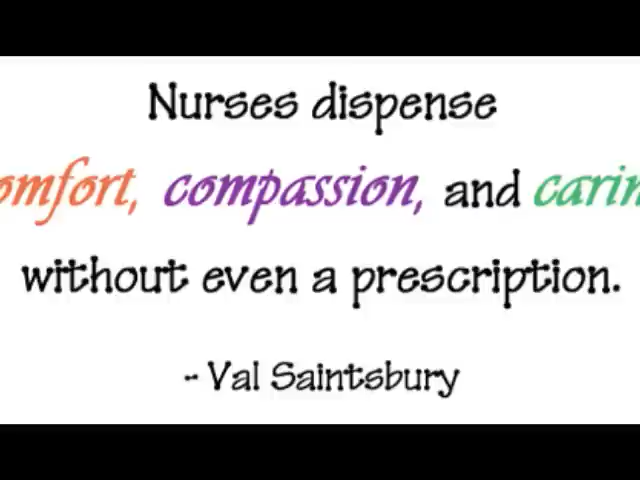 Nurses dispense
omfort, compassion, and carin
without even a prescription.
- Val Saintsbury